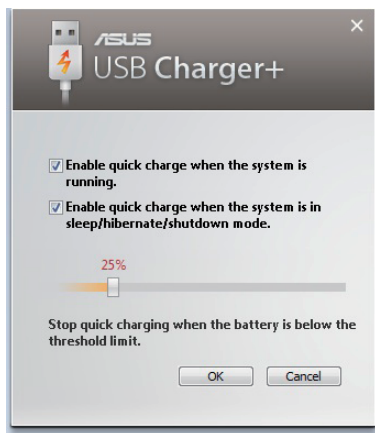 ASUS
USB Charger+
Enable quick charge when the system is
running.
Enable quick charge when the system is in
sleep/hibernate/shutdown mode.
25%
Stop quick charging when the battery is below the
threshold limit.
OK Cancel